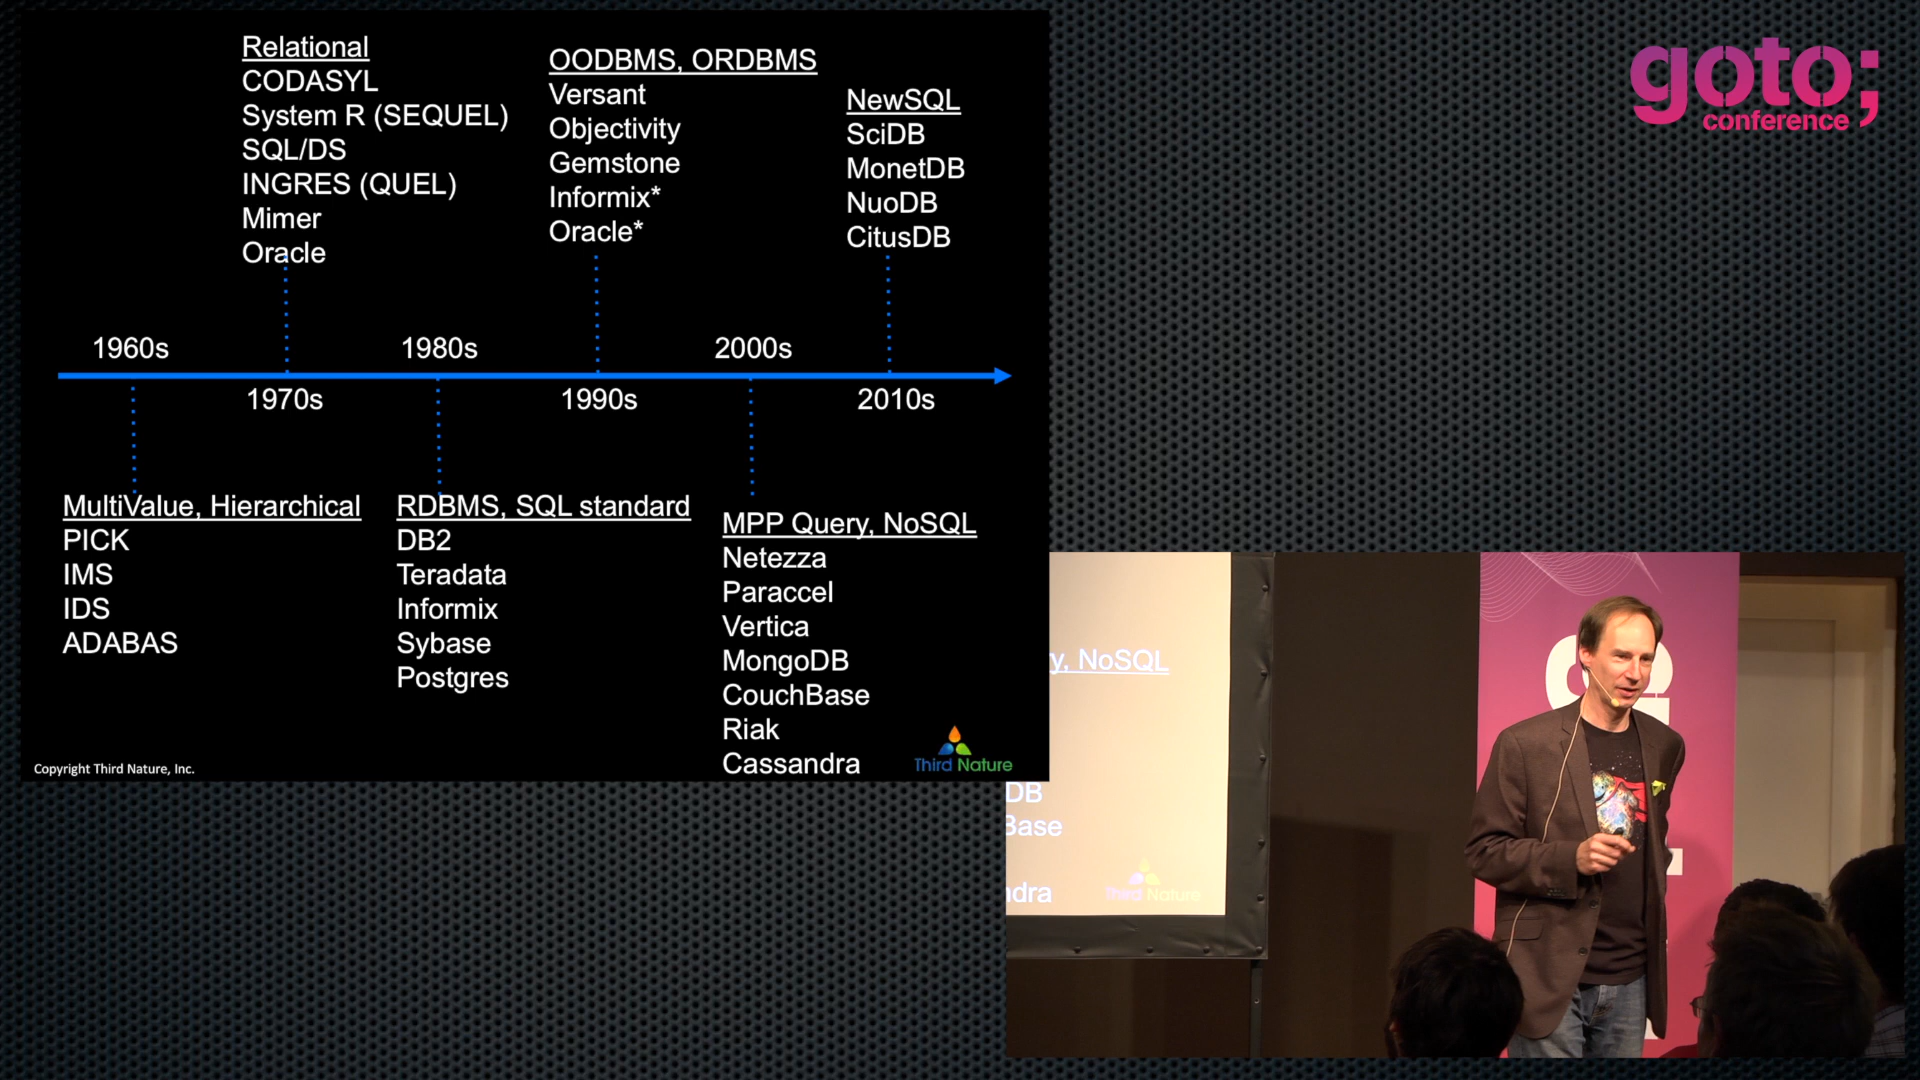 Relational
CODASYL
System R (SEQUEL)
SQL/DS
INGRES (QUEL)
Mimer
Oracle
OODBMS, ORDBMS
Versant
Objectivity
Gemstone
Informix*
Oracle*
NewSQL
SciDB
MonetDB
NuoDB
CitusDB
1960s
1980s
2000s
1970s
1990s
2010s
MultiValue, Hierarchical
PICK
IMS
IDS
ADABAS
RDBMS, SQL standard
DB2
Teradata
Informix
Sybase
Postgres
MPP Query, NoSQL
Netezza
Paraccel
Vertica
MongoDB
CouchBase
Riak
Cassandra
Copyright Third Nature, Inc.
Third Nature
goto;
conference
y, NoSQL
DB
Base
dra
Third Nature